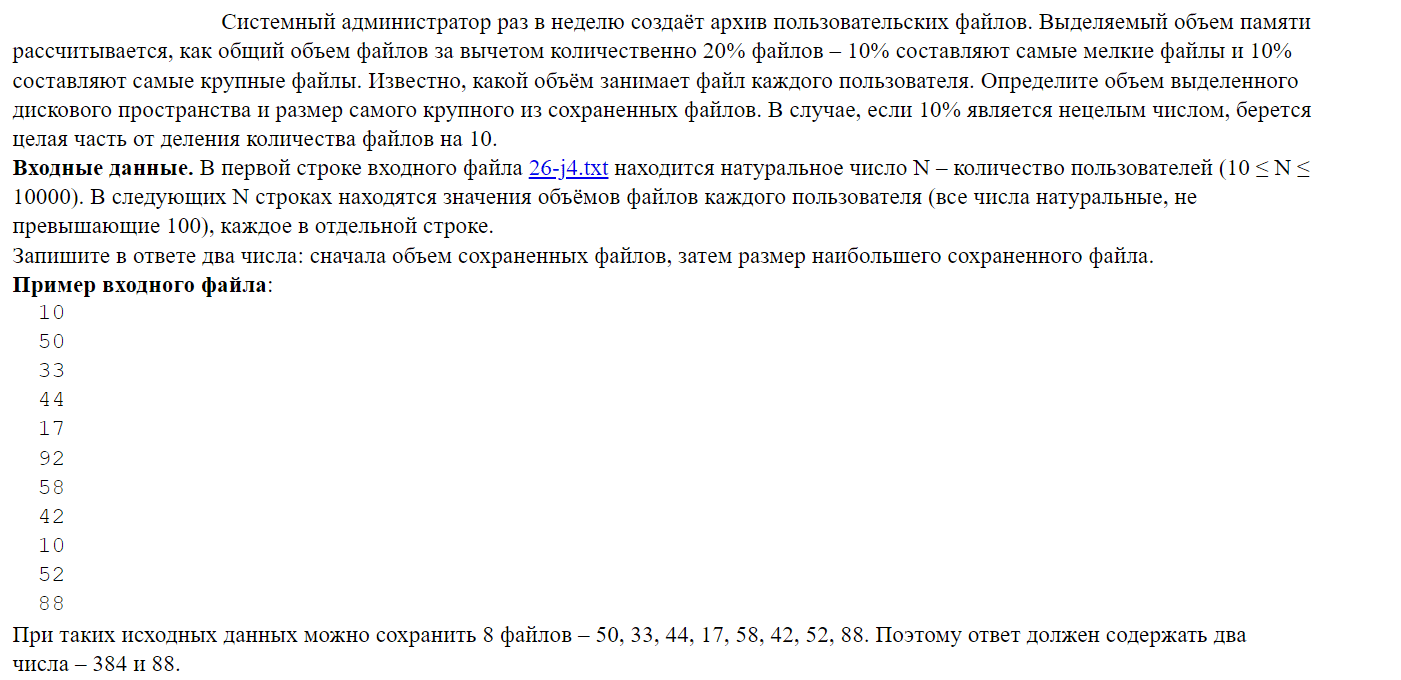 Системный администратор раз в неделю создаёт архив пользовательских файлов. Выделяемый объем памяти
рассчитывается, как общий объем файлов за вычетом количественно 20% файлов – 10% составляют самые мелкие файлы и 10%
составляют самые крупные файлы. Известно, какой объём занимает файл каждого пользователя. Определите объем выделенного
дискового пространства и размер самого крупного из сохраненных файлов. В случае, если 10% является нецелым числом, берется
целая часть от деления количества файлов на 10.
Входные данные. В первой строке входного файла 26-j4.txt находится натуральное число N – количество пользователей (10 ≤ N ≤
10000). В следующих N строках находятся значения объёмов файлов каждого пользователя (все числа натуральные, не
превышающие 100), каждое в отдельной строке.
Запишите в ответе два числа: сначала объем сохраненных файлов, затем размер наибольшего сохраненного файла.
Пример входного файла:
10
50
33
44
17
92
58
42
10
52
88
При таких исходных данных можно сохранить 8 файлов – 50, 33, 44, 17, 58, 42, 52, 88. Поэтому ответ должен содержать два
числа – 384 и 88.